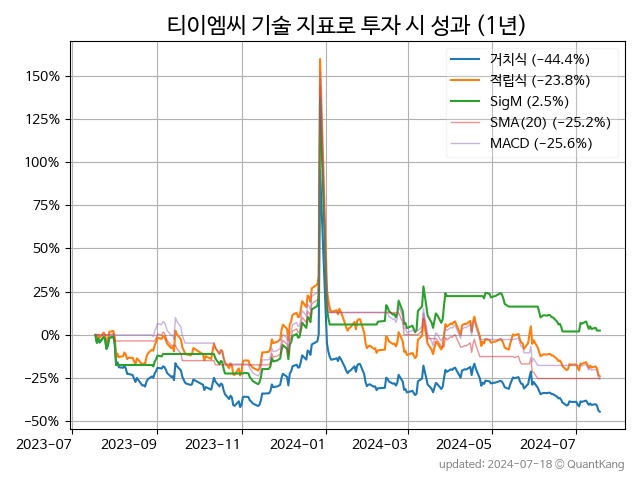 티이엠씨 기술 지표로 투자 시 성과 (1년)
거치식 (−44.4%)
적립식 (−23.8%)
SigM (2.5%)
SMA(20) (−25.2%)
MACD (−25.6%)
150%
125%
100%
75%
50%
25%
0%
−25%
−50%
2023-07
2023-09
2023-11
2024-01
2024-03
2024-05
2024-07
updated: 2024-07-18 © QuantKang